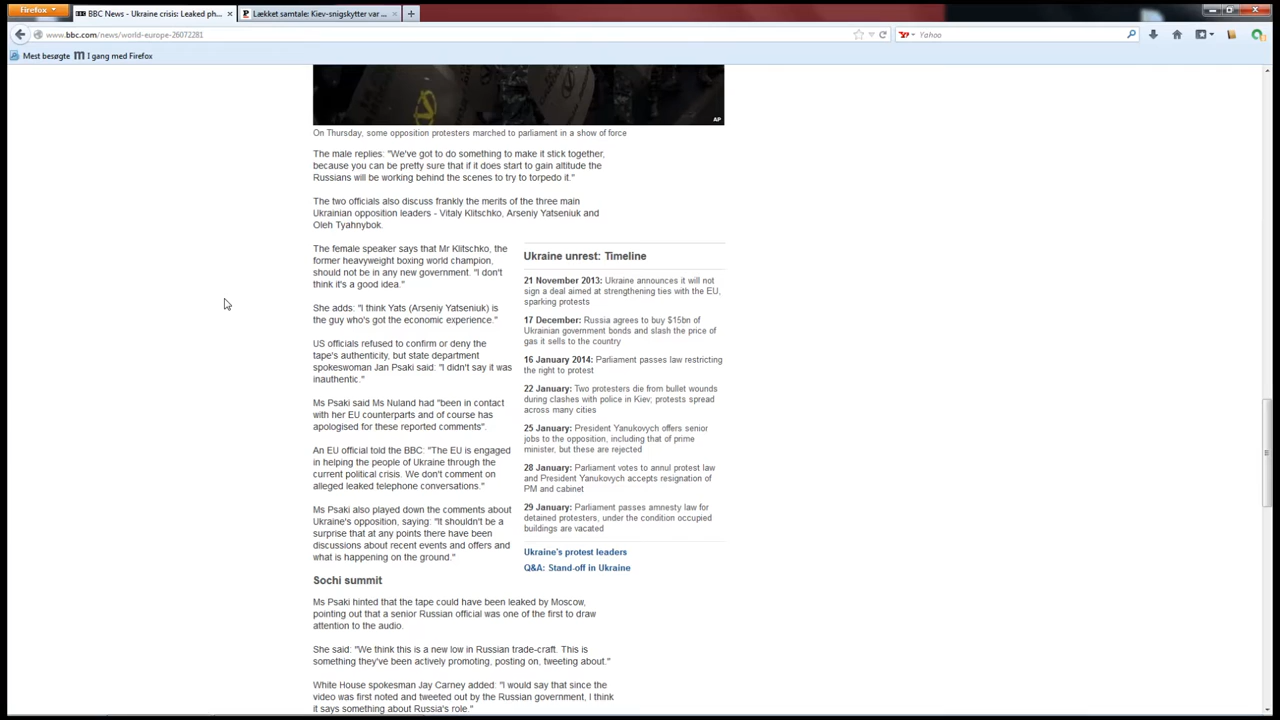 Firefox
BBC News - Ukraine crisis: Leaked ph...
Lækket samtale: Kiev-snigskytter var ...
www.bbc.com/news/world-europe-26072281
Yahoo
Mest besøgte
I gang med Firefox
AP
On Thursday, some opposition protesters marched to parliament in a show of force
The male replies: "We've got to do something to make it stick together,
because you can be pretty sure that if it does start to gain altitude the
Russians will be working behind the scenes to try to torpedo it."
The two officials also discuss frankly the merits of the three main
Ukrainian opposition leaders - Vitaly Klitschko, Arseniy Yatseniuk and
Oleh Tyahnybok.
The female speaker says that Mr Klitschko, the
former heavyweight boxing world champion,
should not be in any new government. "I don't
think it's a good idea."
She adds: "I think Yats (Arseniy Yatseniuk) is
the guy who's got the economic experience."
US officials refused to confirm or deny the
tape's authenticity, but state department
spokeswoman Jan Psaki said: "I didn't say it was
inauthentic."
Ms Psaki said Ms Nuland had "been in contact
with her EU counterparts and of course has
apologised for these reported comments".
An EU official told the BBC: "The EU is engaged
in helping the people of Ukraine through the
current political crisis. We don't comment on
alleged leaked telephone conversations."
Ms Psaki also played down the comments about
Ukraine's opposition, saying: "It shouldn't be a
surprise that at any points there have been
discussions about recent events and offers and
what is happening on the ground."
Ukraine unrest: Timeline
21 November 2013: Ukraine announces it will not
sign a deal aimed at strengthening ties with the EU,
sparking protests
17 December: Russia agrees to buy $15bn of
Ukrainian government bonds and slash the price of
gas it sells to the country
16 January 2014: Parliament passes law restricting
the right to protest
22 January: Two protesters die from bullet wounds
during clashes with police in Kiev; protests spread
across many cities
25 January: President Yanukovych offers senior
jobs to the opposition, including that of prime
minister, but these are rejected
28 January: Parliament votes to annul protest law
and President Yanukovych accepts resignation of
PM and cabinet
29 January: Parliament passes amnesty law for
detained protesters, under the condition occupied
buildings are vacated
Ukraine's protest leaders
Q&A: Stand-off in Ukraine
Sochi summit
Ms Psaki hinted that the tape could have been leaked by Moscow,
pointing out that a senior Russian official was one of the first to draw
attention to the audio.
She said: "We think this is a new low in Russian trade-craft. This is
something they've been actively promoting, posting on, tweeting about."
White House spokesman Jay Carney added: "I would say that since the
video was first noted and tweeted out by the Russian government, I think
it says something about Russia's role."